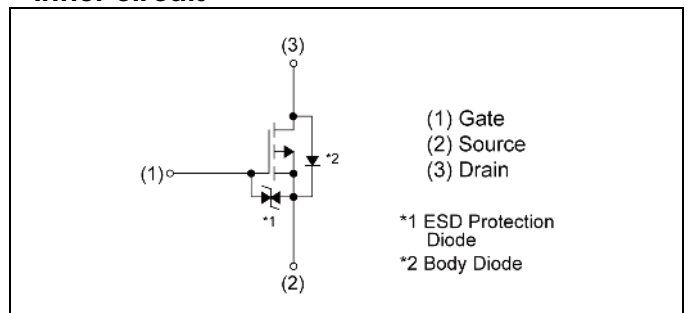 Inner circuit
(3)
(1)
*2
*1
(2)
(1) Gate
(2) Source
(3) Drain
*1 ESD Protection
Diode
*2 Body Diode